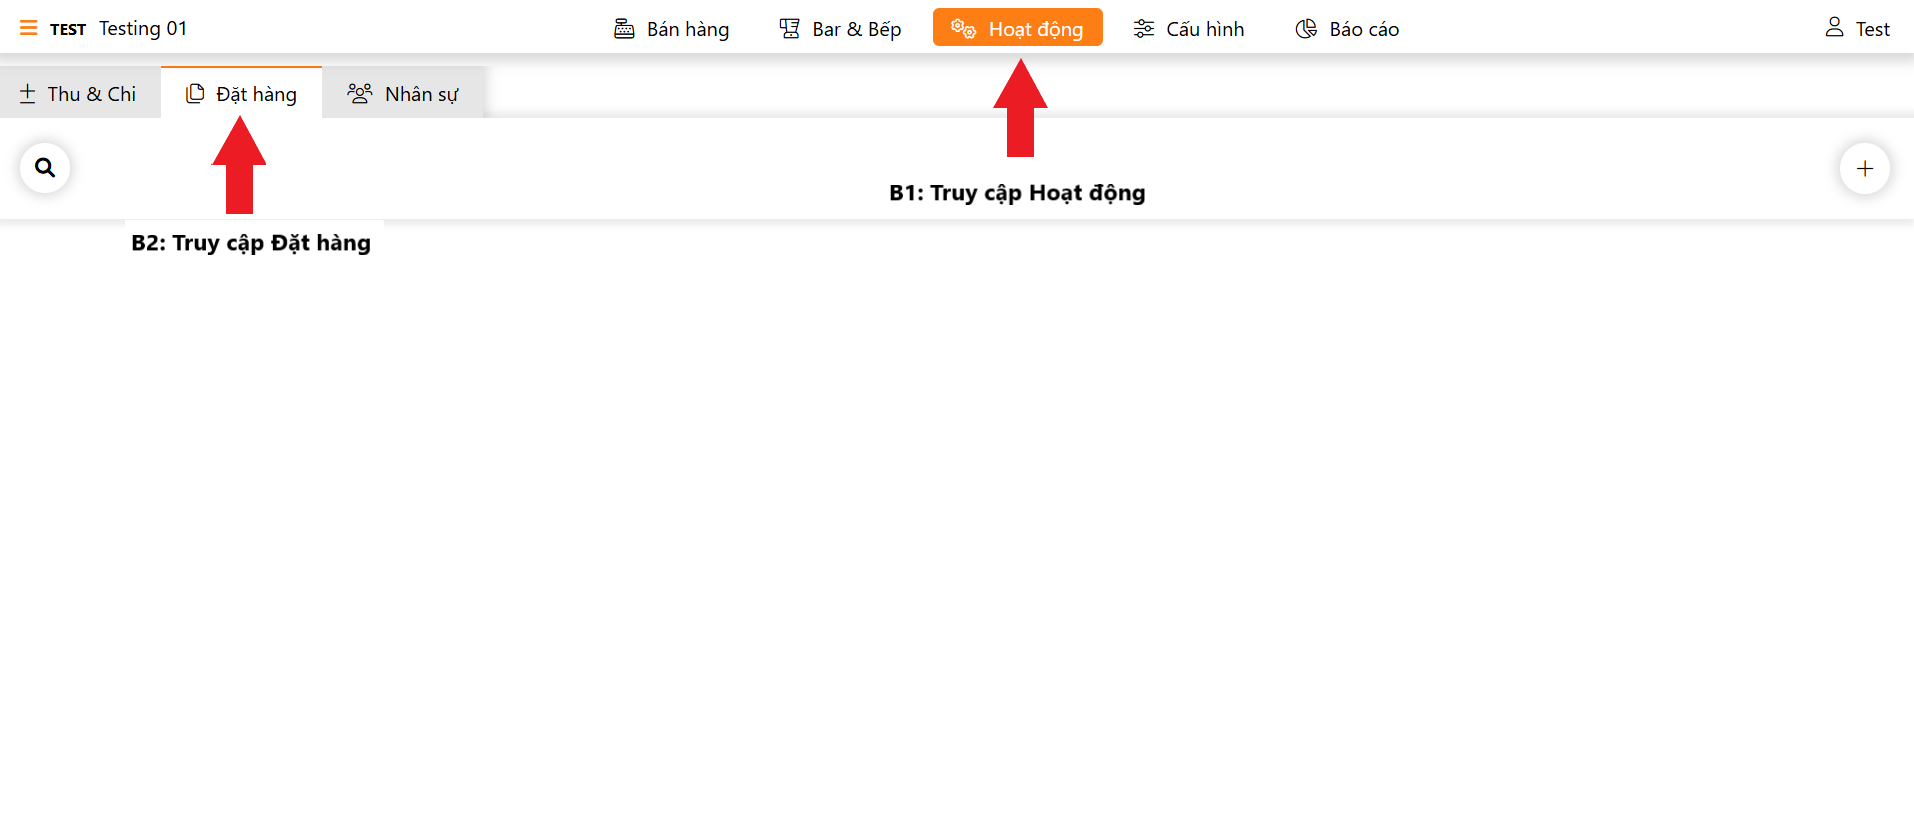 TEST Testing 01 Bán hàng Bar & Bếp Hoạt động Cấu hình Báo cáo Test
Thu & Chi Đặt hàng Nhân sự
B1: Truy cập Hoạt động
B2: Truy cập Đặt hàng